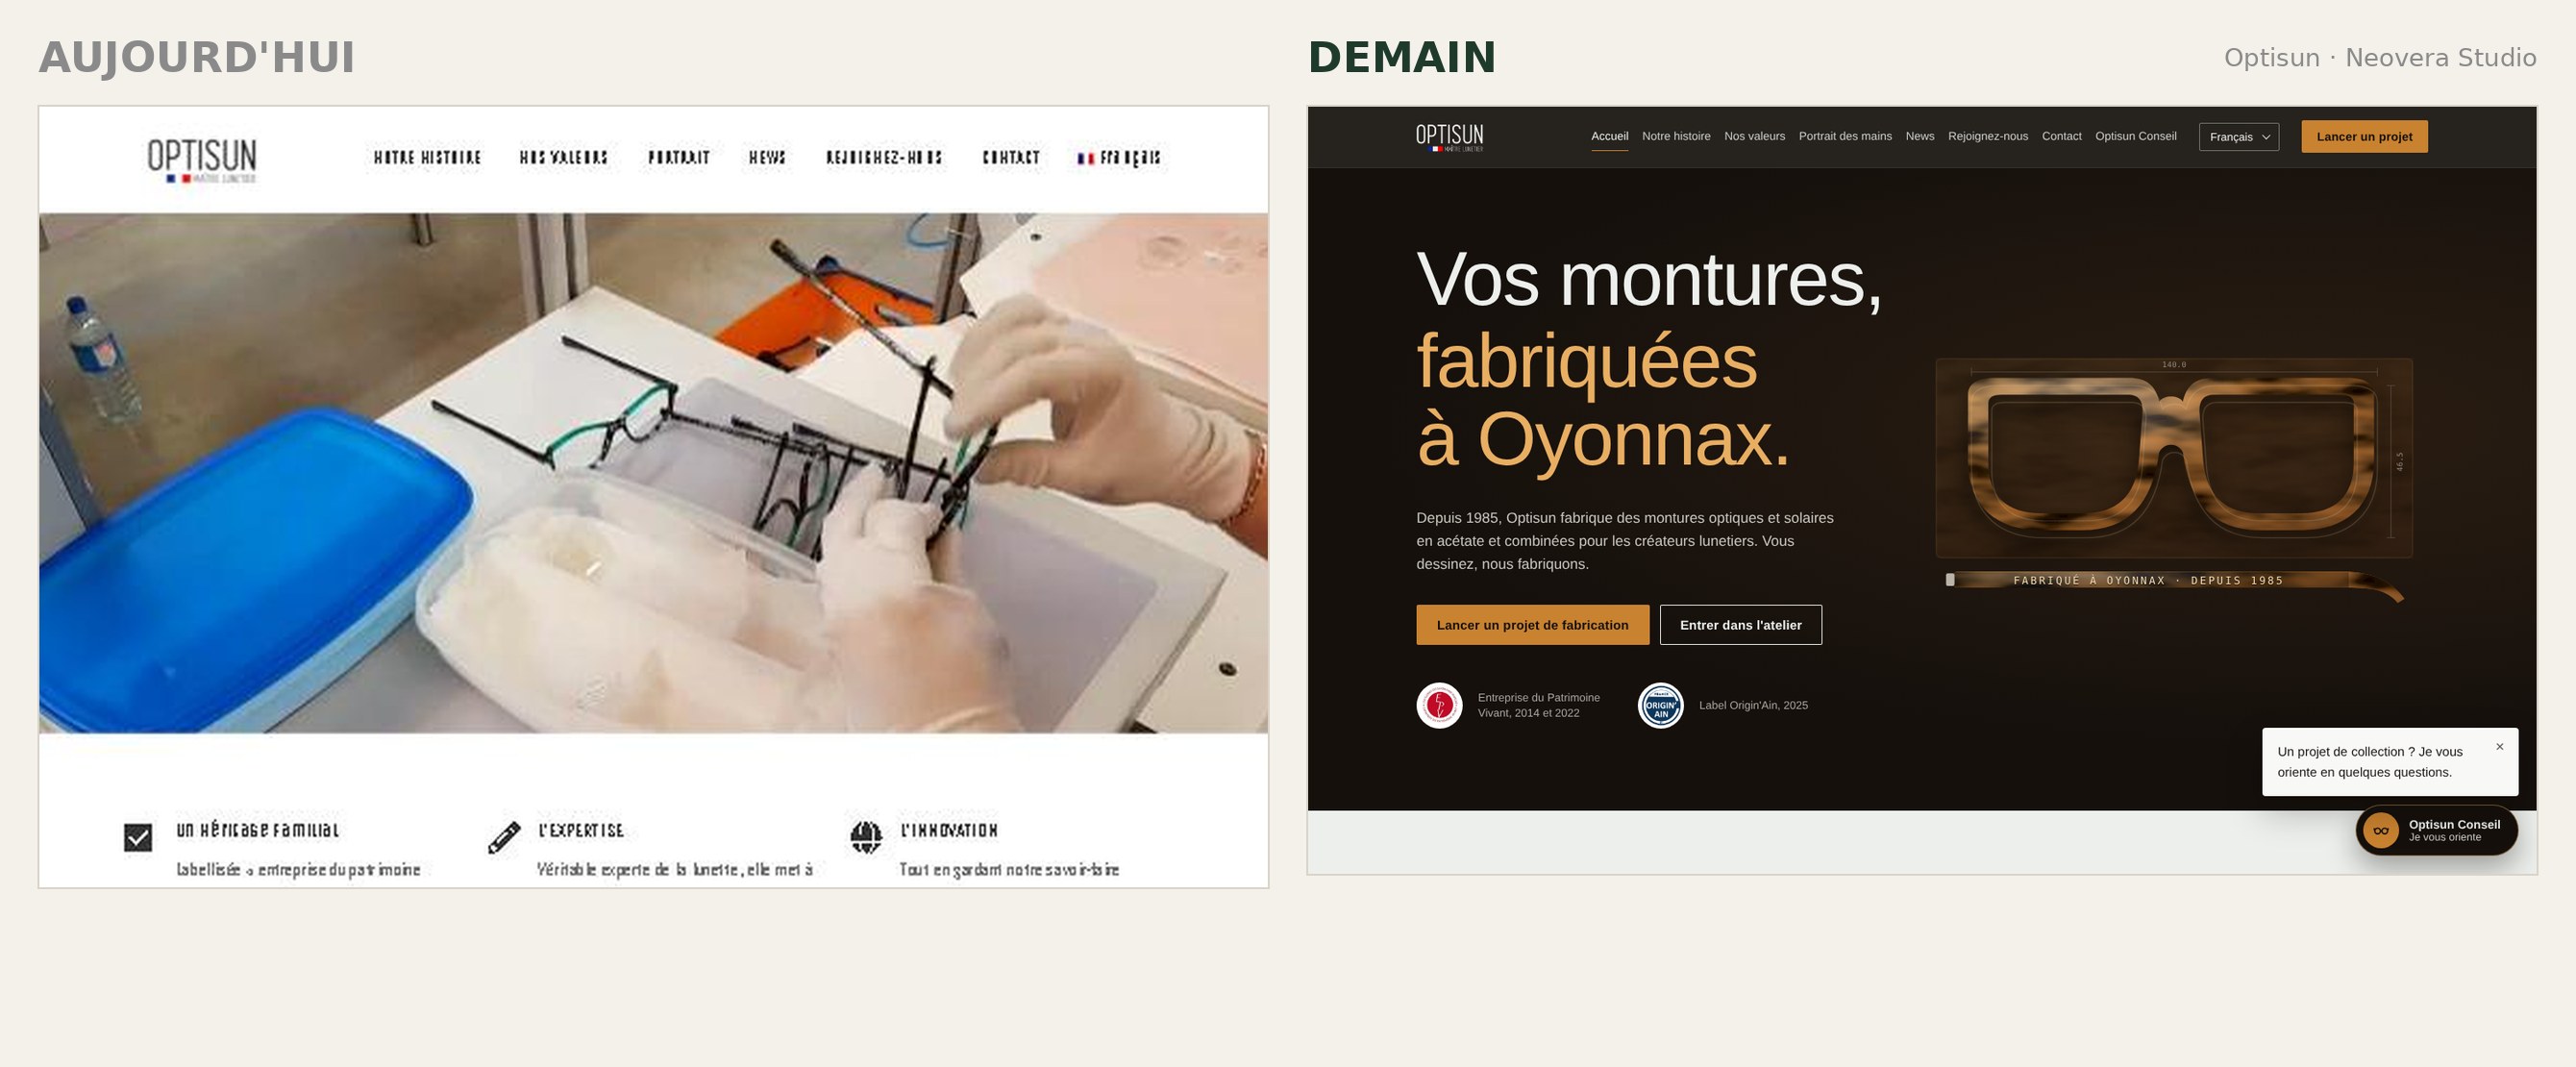 AUJOURD'HUI
DEMAIN
Optisun · Neovera Studio
OPTISUN
MAÎTRE LUNETIER
NOTRE HISTOIRE
NOS VALEURS
PORTRAIT
NEWS
REJOIGNEZ-NOUS
CONTACT
Français
un Héritage Familial
L'EXPERTISE
L'INNOVATION
Labellisée « entreprise du patrimoine
Véritable experte de la lunette, elle met à
Tout en gardant notre savoir-faire
OPTISUN
MAÎTRE LUNETIER
Accueil
Notre histoire
Nos valeurs
Portrait des mains
News
Rejoignez-nous
Contact
Optisun Conseil
Français
Lancer un projet
Vos montures,
fabriquées
à Oyonnax.
Depuis 1985, Optisun fabrique des montures optiques et solaires
en acétate et combinées pour les créateurs lunetiers. Vous
dessinez, nous fabriquons.
Lancer un projet de fabrication
Entrer dans l'atelier
Entreprise du Patrimoine
Vivant, 2014 et 2022
ORIGIN'
AIN
Label Origin'Ain, 2025
140.0
46.5
FABRIQUÉ À OYONNAX · DEPUIS 1985
Un projet de collection ? Je vous
oriente en quelques questions.
×
Optisun Conseil
Je vous oriente